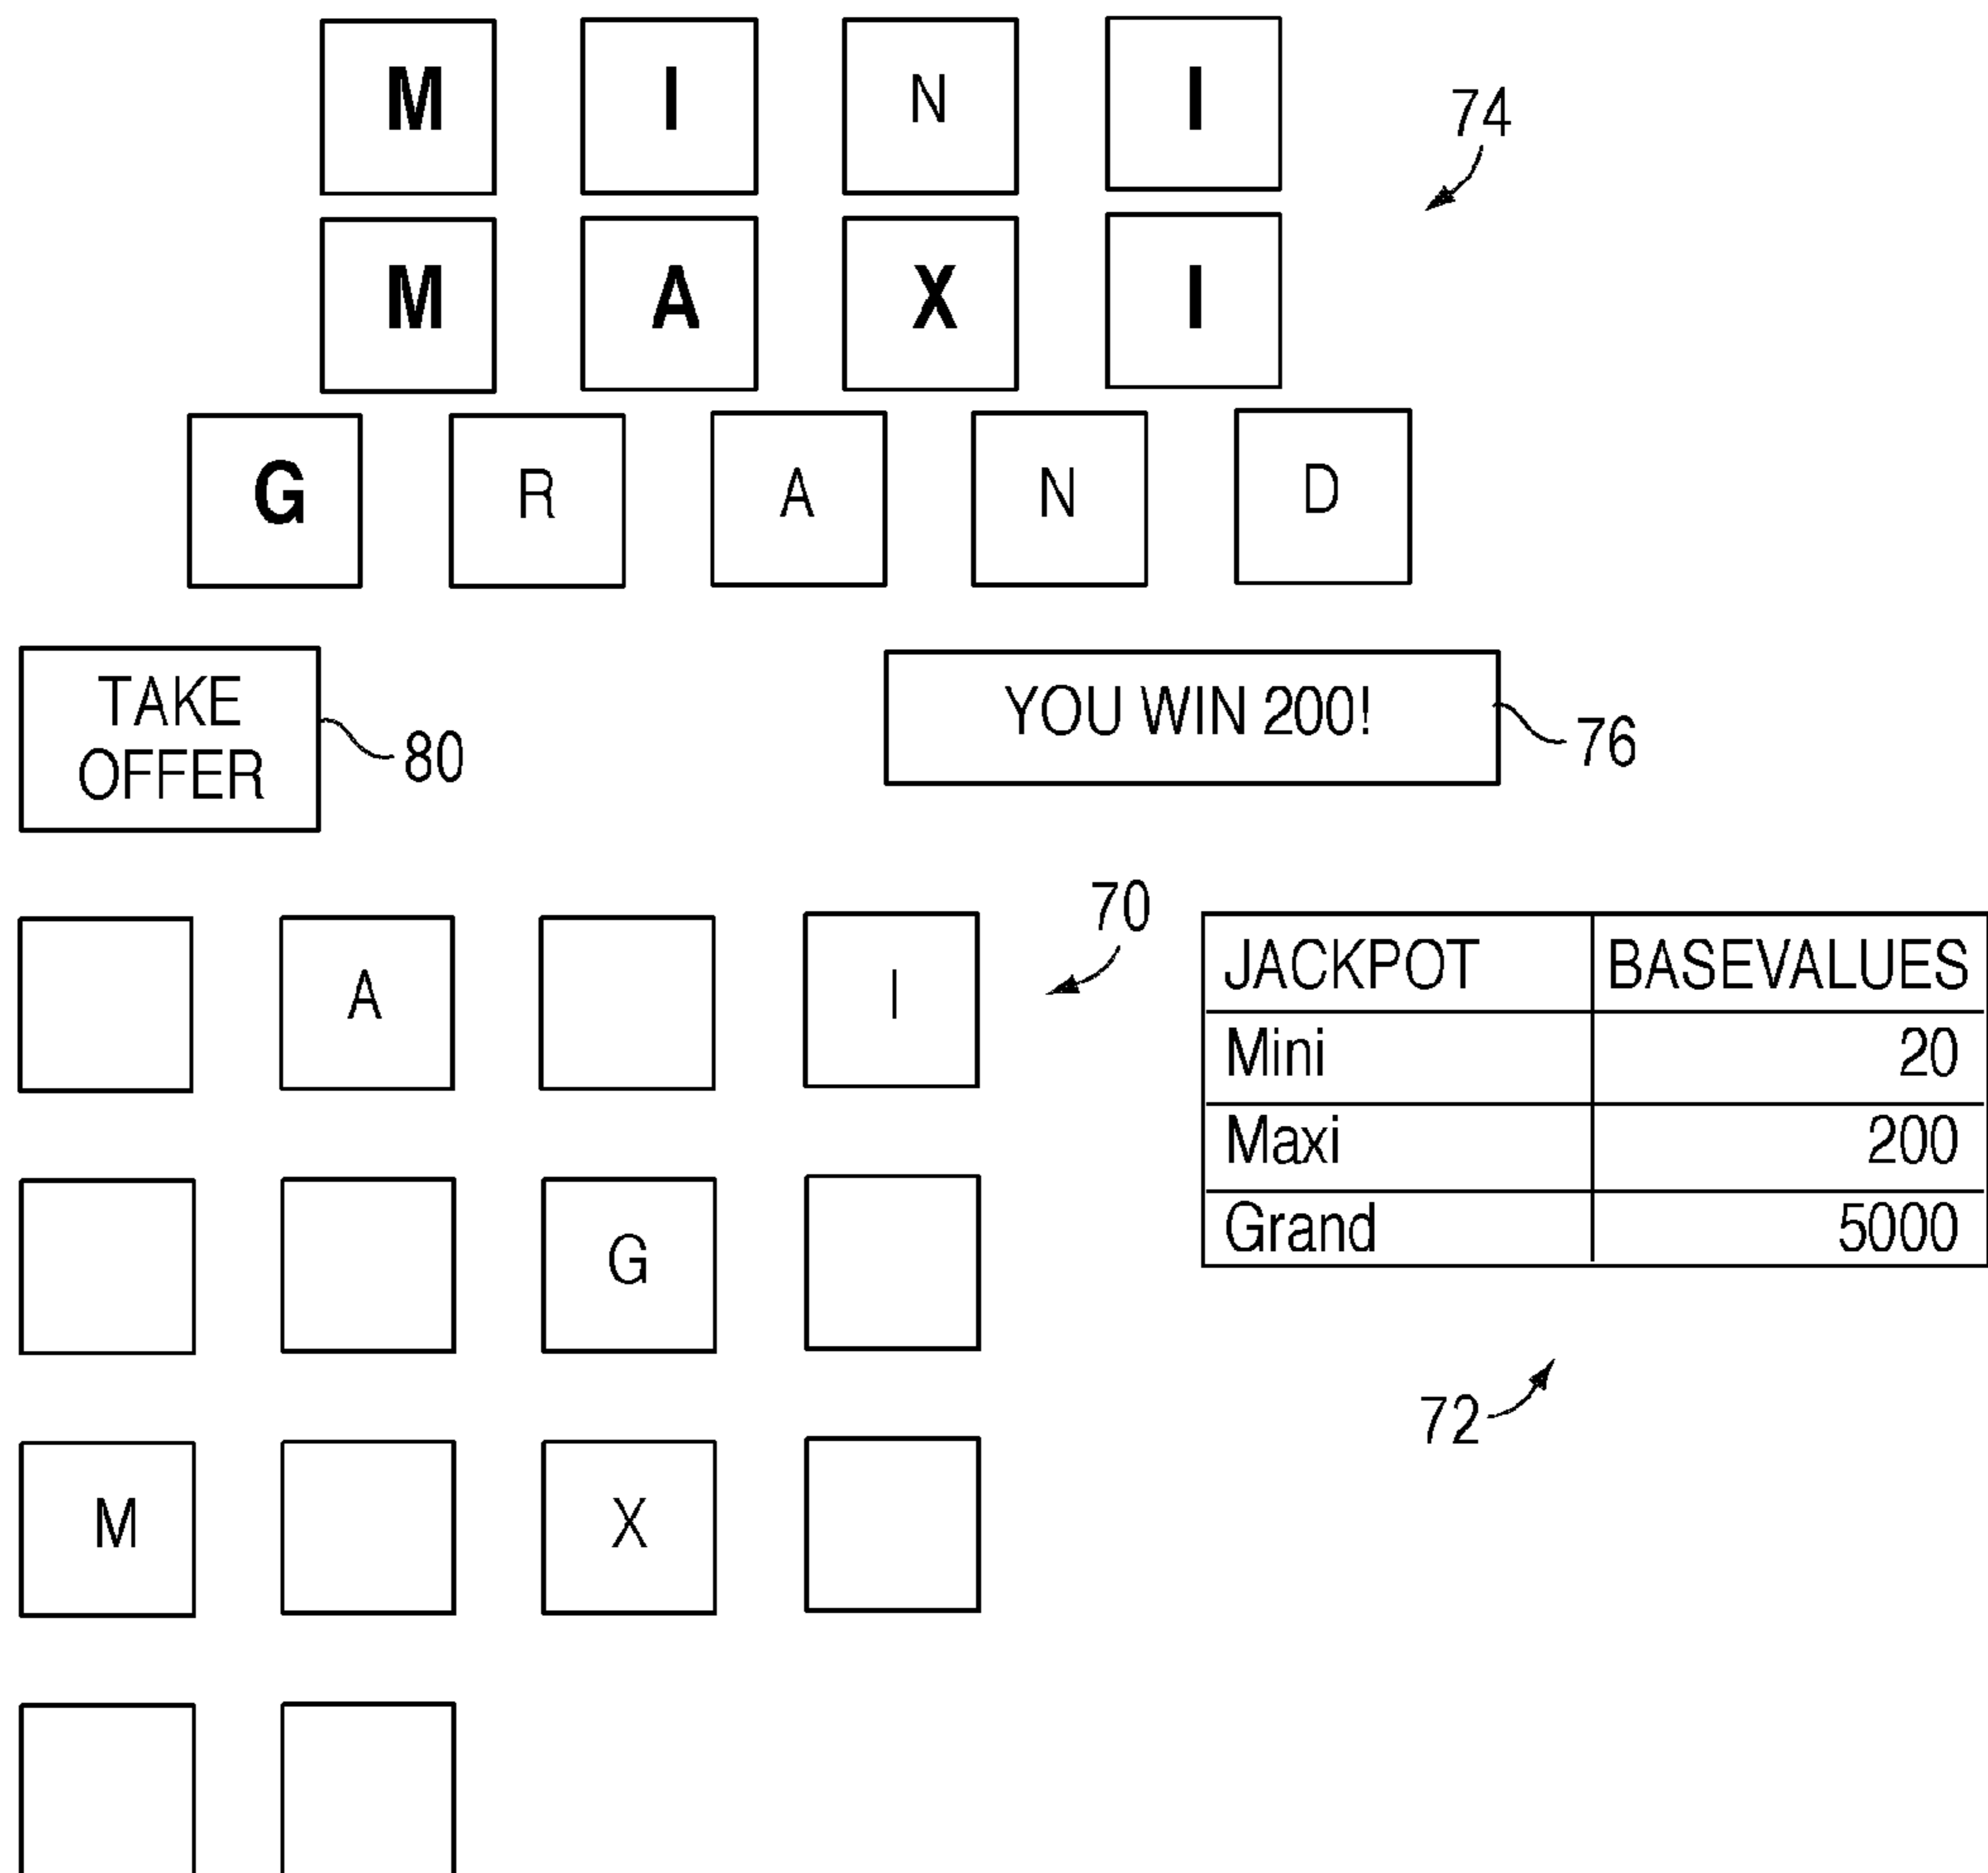 M I N I
74
M A X I
G R A N D
TAKE
OFFER
80
YOU WIN 200!
76
70
A I
G
M X
JACKPOT BASEVALUES
Mini 20
Maxi 200
Grand 5000
72